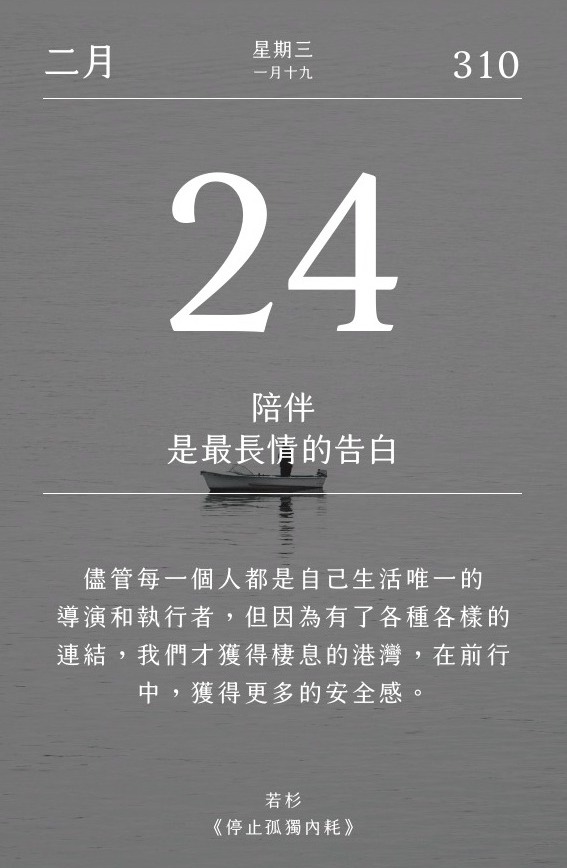 二月
星期三
一月十九
310
24
陪伴
是最長情的告白
儘管每一個人都是自己生活唯一的
導演和執行者，但因為有了各種各樣的
連結，我們才獲得棲息的港灣，在前行
中，獲得更多的安全感。
若杉
《停止孤獨內耗》